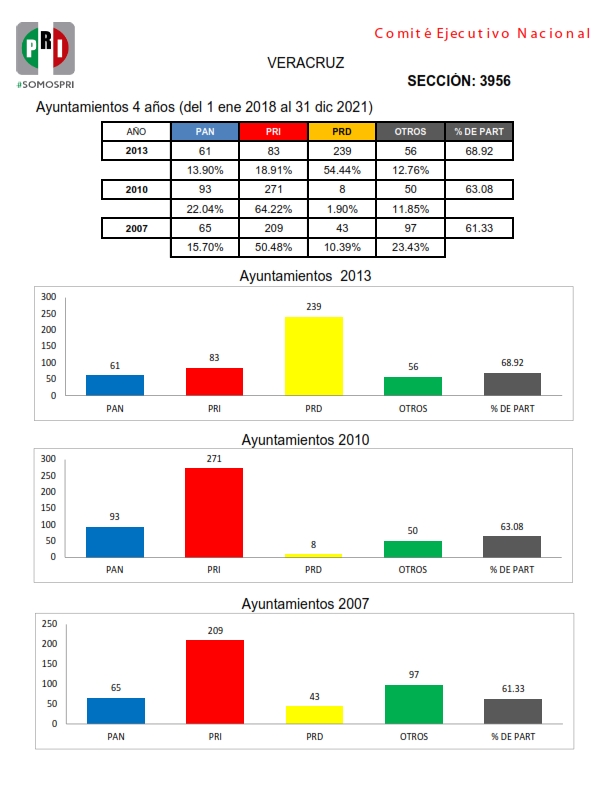 Comité Ejecutivo Nacional
PRI
#SOMOSPRI
VERACRUZ
SECCIÓN: 3956
Ayuntamientos 4 años (del 1 ene 2018 al 31 dic 2021)
AÑO PAN PRI PRD OTROS % DE PART
2013 61 83 239 56 68.92
13.90% 18.91% 54.44% 12.76%
2010 93 271 8 50 63.08
22.04% 64.22% 1.90% 11.85%
2007 65 209 43 97 61.33
15.70% 50.48% 10.39% 23.43%
Ayuntamientos 2013
300
250
200
150
100
50
0
61 83 239 56 68.92
PAN PRI PRD OTROS % DE PART
Ayuntamientos 2010
300
250
200
150
100
50
0
93 271 8 50 63.08
PAN PRI PRD OTROS % DE PART
Ayuntamientos 2007
250
200
150
100
50
0
65 209 43 97 61.33
PAN PRI PRD OTROS % DE PART